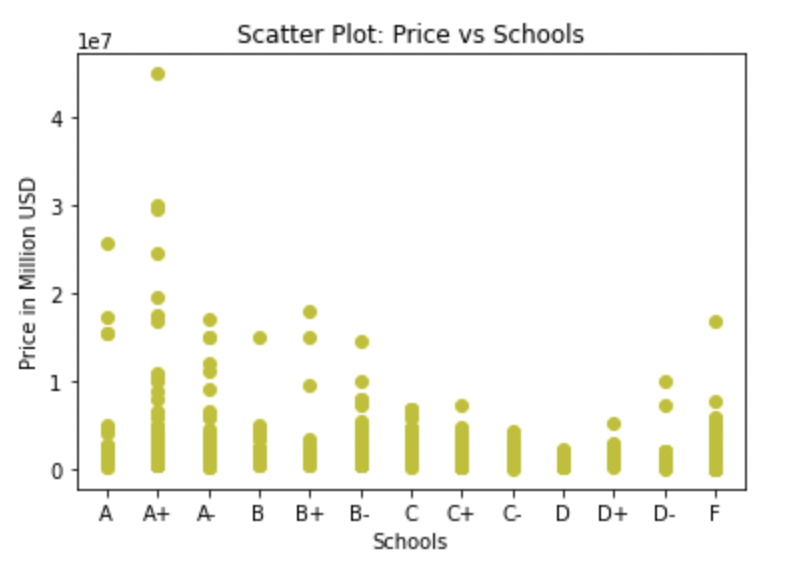 Scatter Plot: Price vs Schools
1e7
Price in Million USD
4
3
2
1
0
A A+ A- B B+ B- C C+ C- D D+ D- F
Schools